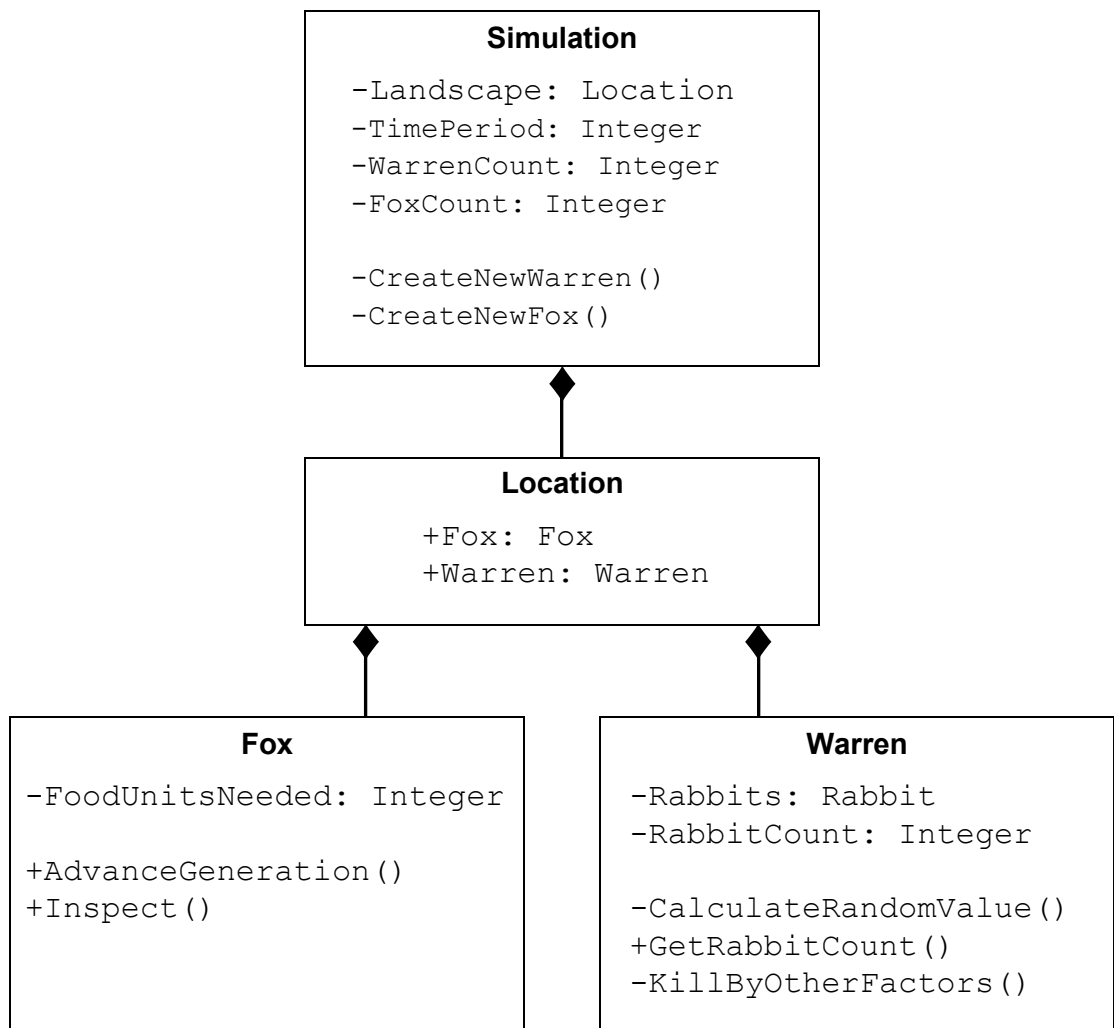 Simulation
-Landscape: Location
-TimePeriod: Integer
-WarrenCount: Integer
-FoxCount: Integer
-CreateNewWarren()
-CreateNewFox()
Location
+Fox: Fox
+Warren: Warren
Fox
-FoodUnitsNeeded: Integer
+AdvanceGeneration()
+Inspect()
Warren
-Rabbits: Rabbit
-RabbitCount: Integer
-CalculateRandomValue()
+GetRabbitCount()
-KillByOtherFactors()